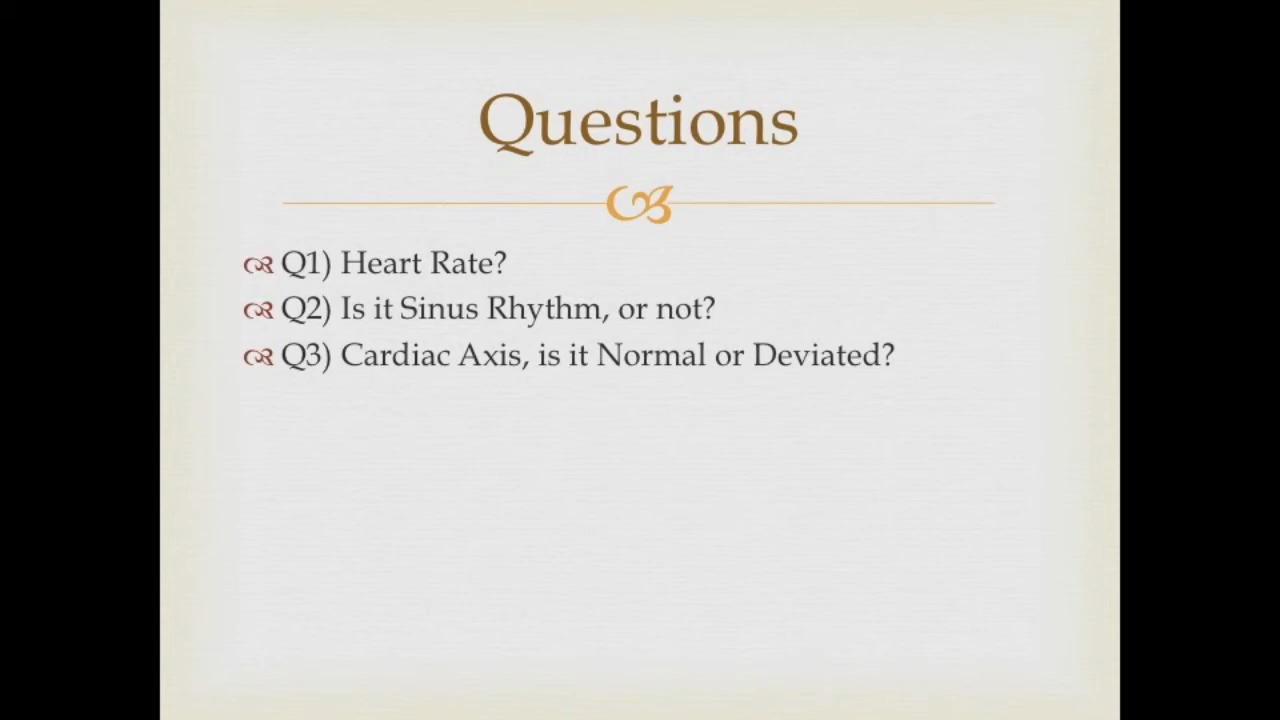 Questions
Q1) Heart Rate?
Q2) Is it Sinus Rhythm, or not?
Q3) Cardiac Axis, is it Normal or Deviated?